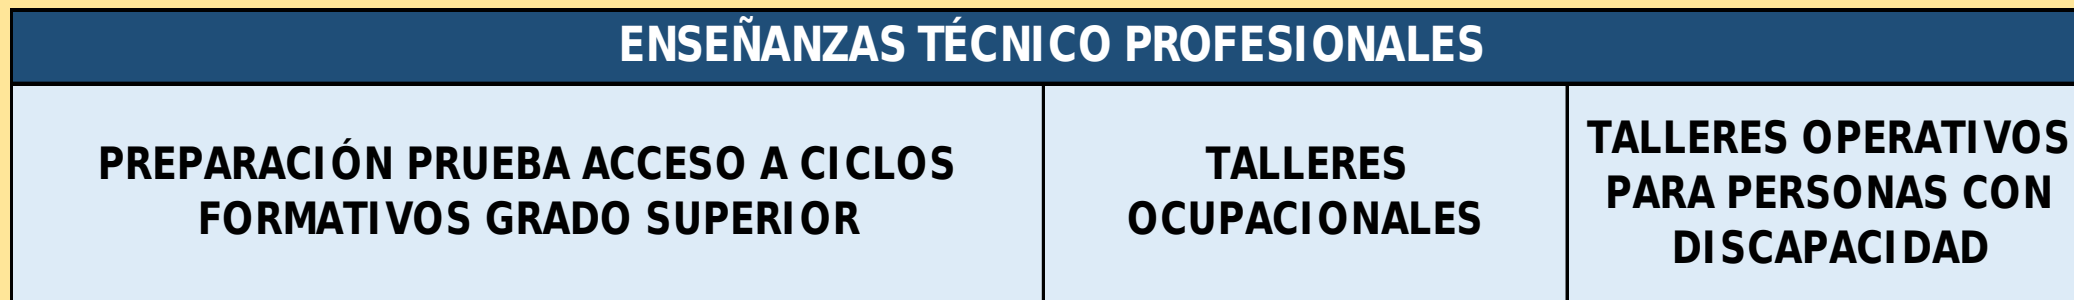 ENSEÑANZAS TÉCNICO PROFESIONALES
PREPARACIÓN PRUEBA ACCESO A CICLOS
FORMATIVOS GRADO SUPERIOR
TALLERES
OCUPACIONALES
TALLERES OPERATIVOS
PARA PERSONAS CON
DISCAPACIDAD